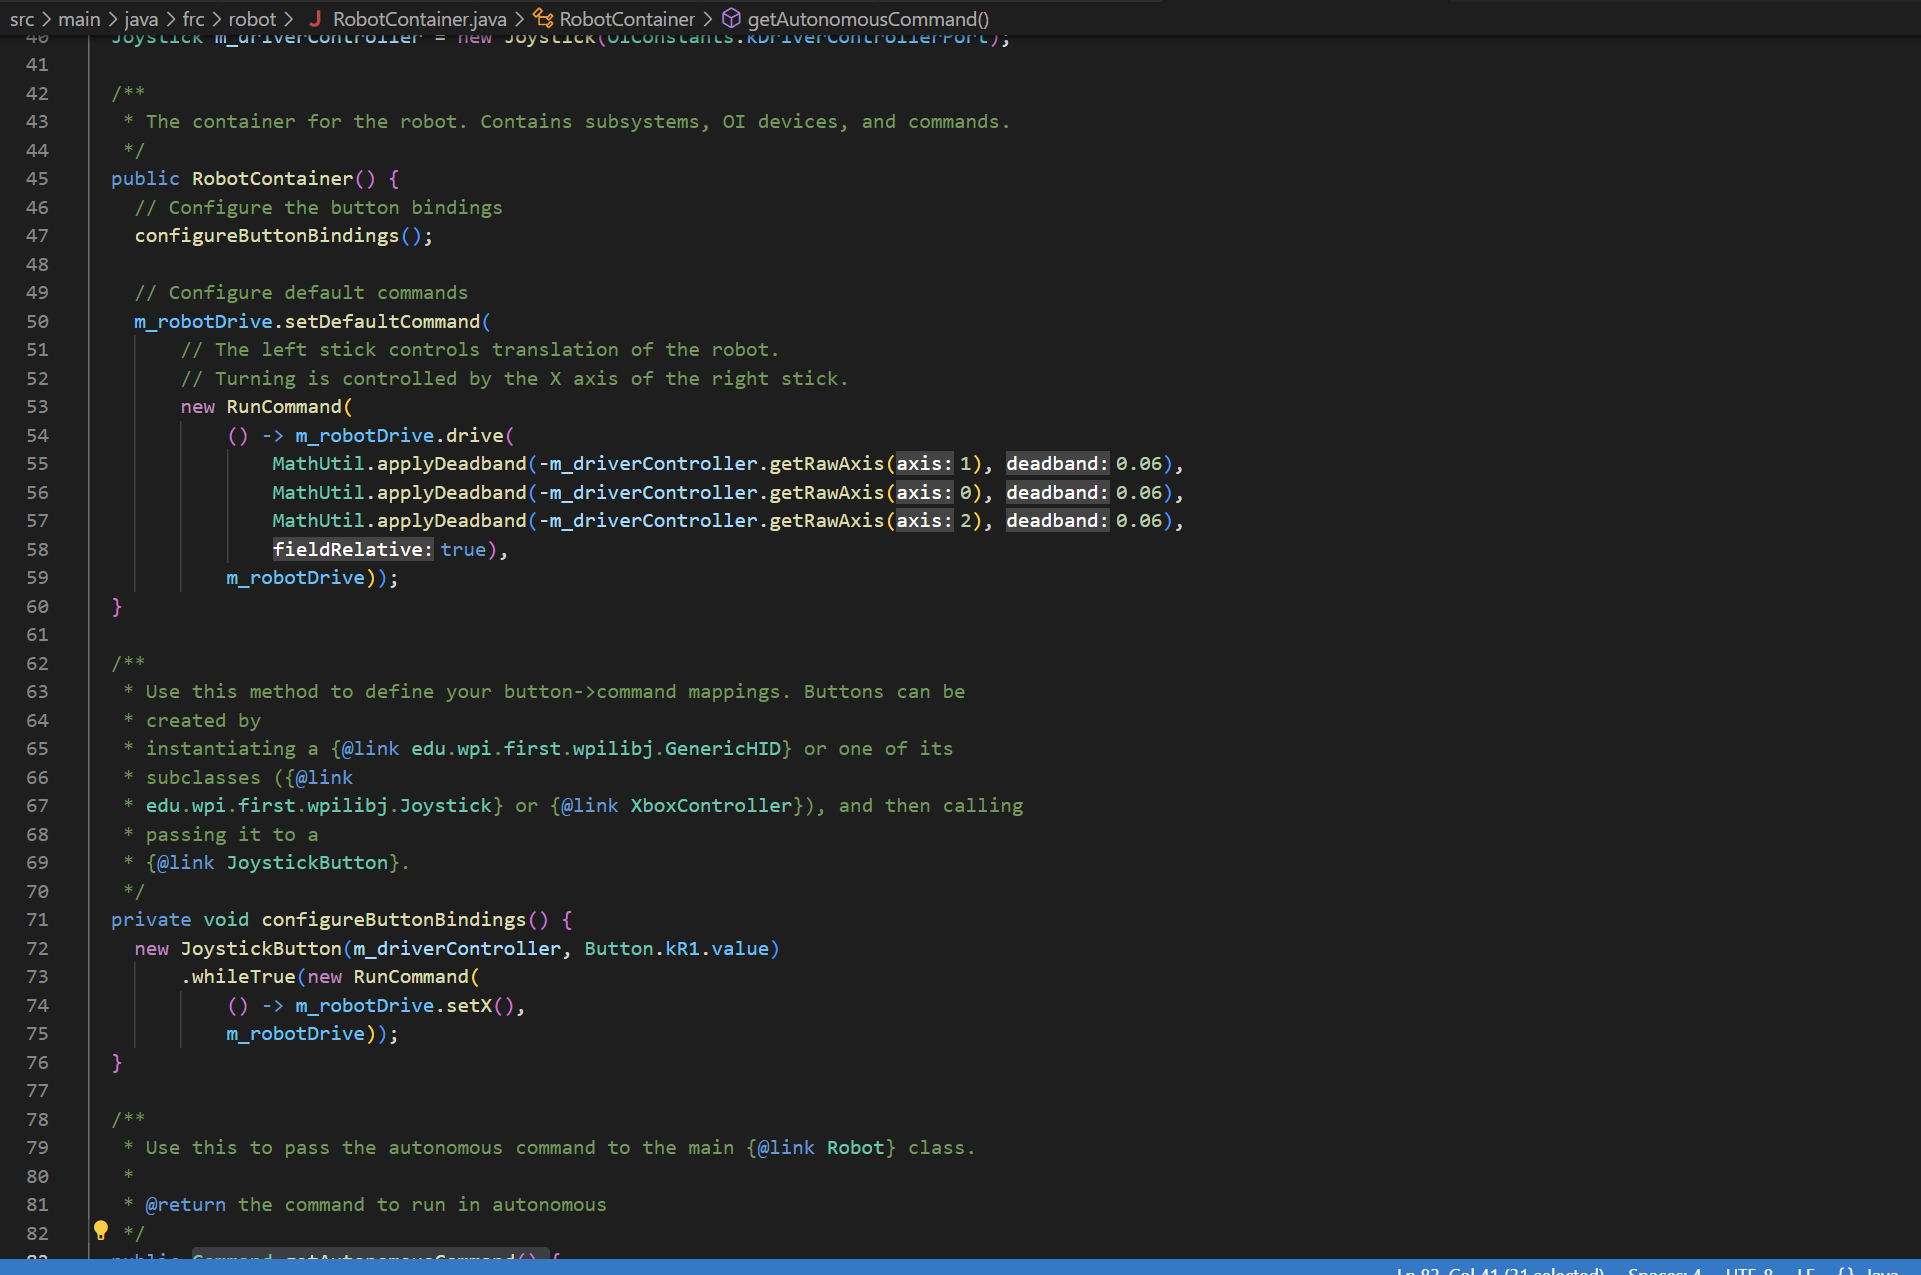 src > main > java > frc > robot > J RobotContainer.java > RobotContainer > getAutonomousCommand()
40 Joystick m_driverController = new Joystick(OIConstants.kDriverControllerPort);
41
42 /**
43 * The container for the robot. Contains subsystems, OI devices, and commands.
44 */
45 public RobotContainer() {
46 // Configure the button bindings
47 configureButtonBindings();
48
49 // Configure default commands
50 m_robotDrive.setDefaultCommand(
51 // The left stick controls translation of the robot.
52 // Turning is controlled by the X axis of the right stick.
53 new RunCommand(
54 () -> m_robotDrive.drive(
55 MathUtil.applyDeadband(-m_driverController.getRawAxis(axis: 1), deadband: 0.06),
56 MathUtil.applyDeadband(-m_driverController.getRawAxis(axis: 0), deadband: 0.06),
57 MathUtil.applyDeadband(-m_driverController.getRawAxis(axis: 2), deadband: 0.06),
58 fieldRelative: true),
59 m_robotDrive));
60 }
61
62 /**
63 * Use this method to define your button->command mappings. Buttons can be
64 * created by
65 * instantiating a {@link edu.wpi.first.wpilibj.GenericHID} or one of its
66 * subclasses ({@link
67 * edu.wpi.first.wpilibj.Joystick} or {@link XboxController}), and then calling
68 * passing it to a
69 * {@link JoystickButton}.
70 */
71 private void configureButtonBindings() {
72 new JoystickButton(m_driverController, Button.kR1.value)
73 .whileTrue(new RunCommand(
74 () -> m_robotDrive.setX(),
75 m_robotDrive));
76 }
77
78 /**
79 * Use this to pass the autonomous command to the main {@link Robot} class.
80 *
81 * @return the command to run in autonomous
82 */
83 public Command getAutonomousCommand() {
Ln 83, Col 41 (31 selected) Spaces: 4 UTF-8 LF {} Java